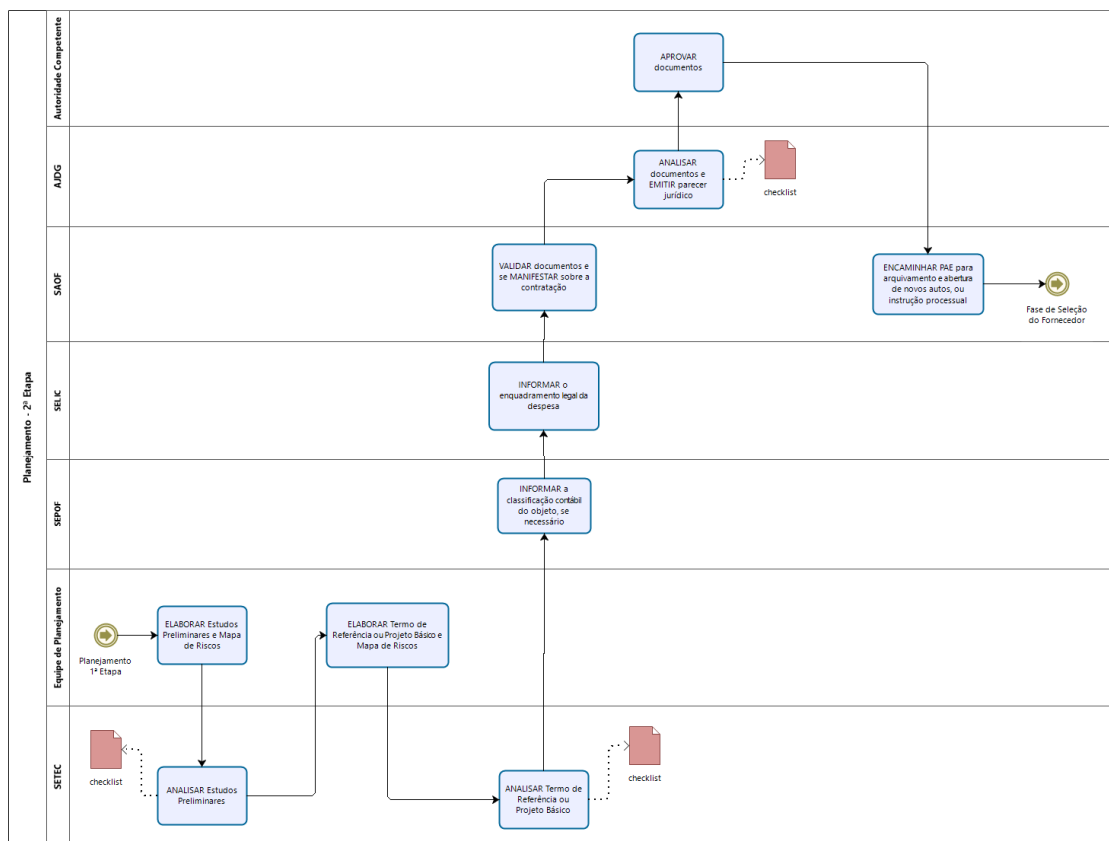 Planejamento - 2ª Etapa
Autoridade Competente
APROVAR
documentos
AJDG
ANALISAR
documentos e
EMITIR parecer
jurídico
checklist
SAOF
VALIDAR documentos e
se MANIFESTAR sobre a
contratação
ENCAMINHAR PAE para
arquivamento e abertura
de novos autos, ou
instrução processual
Fase de Seleção
do Fornecedor
SELIC
INFORMAR o
enquadramento legal da
despesa
SEPOF
INFORMAR a
classificação contábil
do objeto, se
necessário
Equipe de Planejamento
Planejamento
1ª Etapa
ELABORAR Estudos
Preliminares e Mapa
de Riscos
ELABORAR Termo de
Referência ou Projeto Básico e
Mapa de Riscos
SETEC
checklist
ANALISAR Estudos
Preliminares
ANALISAR Termo de
Referência ou
Projeto Básico
checklist